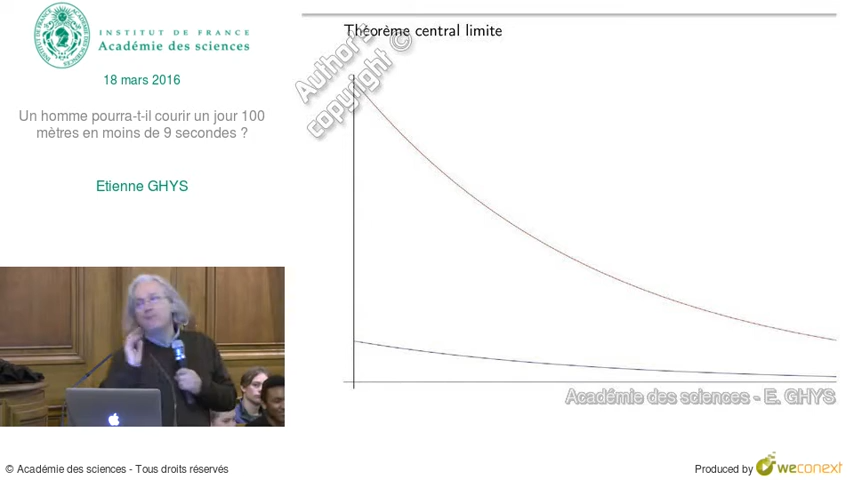 INSTITUT DE FRANCE
Académie des sciences
18 mars 2016
Un homme pourra-t-il courir un jour 100
mètres en moins de 9 secondes ?
Etienne GHYS
Théorème central limite
Author's
copyright ©
Académie des sciences - E. GHYS
© Académie des sciences - Tous droits réservés
Produced by weconext